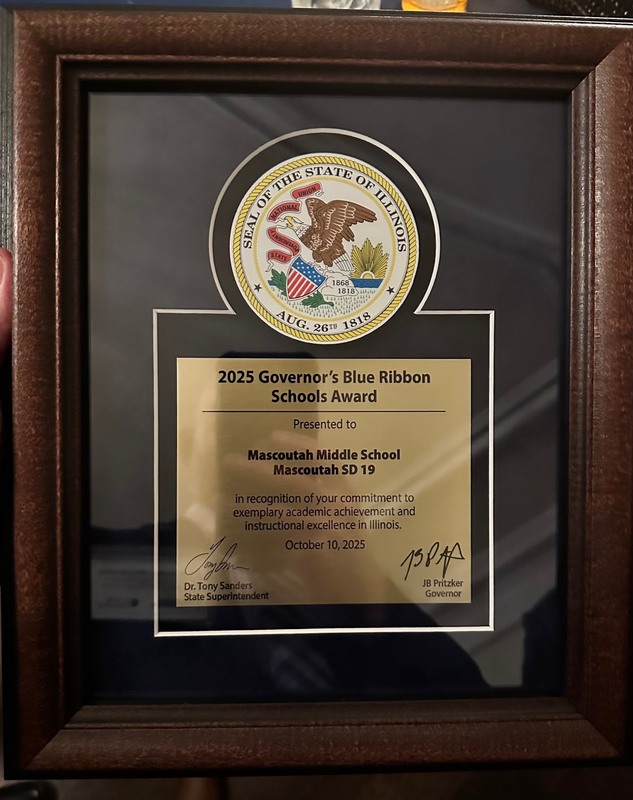 SEAL OF THE STATE OF ILLINOIS
NATIONAL UNION
STATE
1868
1818
AUG. 26TH 1818
2025 Governor's Blue Ribbon
Schools Award
Presented to
Mascoutah Middle School
Mascoutah SD 19
in recognition of your commitment to
exemplary academic achievement and
instructional excellence in Illinois.
October 10, 2025
Dr. Tony Sanders
State Superintendent
JB Pritzker
Governor